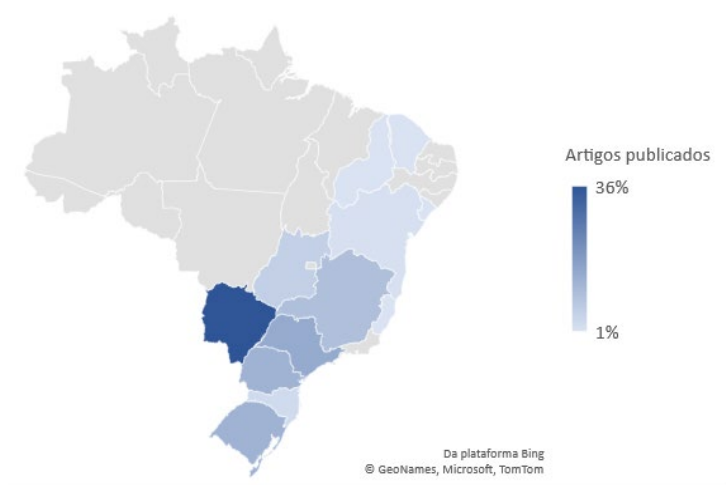 Artigos publicados
36%
1%
Da plataforma Bing
© GeoNames, Microsoft, TomTom